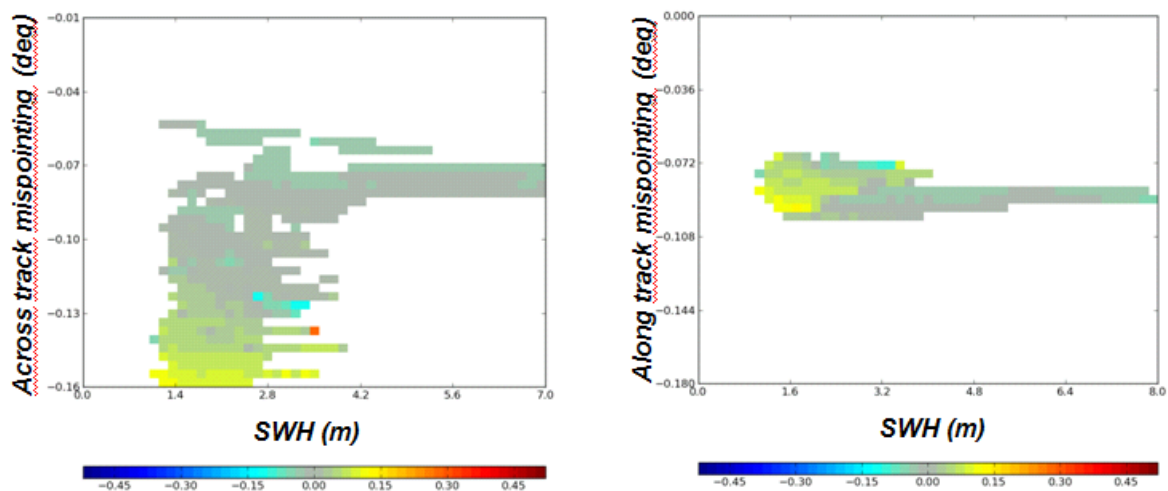 Across track mispointing (deg)
−0.01
−0.04
−0.07
−0.10
−0.13
−0.16
0.0 1.4 2.8 4.2 5.6 7.0
SWH (m)
−0.45 −0.30 −0.15 0.00 0.15 0.30 0.45
Along track mispointing (deg)
0.000
−0.036
−0.072
−0.108
−0.144
−0.180
0.0 1.6 3.2 4.8 6.4 8.0
SWH (m)
−0.45 −0.30 −0.15 0.00 0.15 0.30 0.45